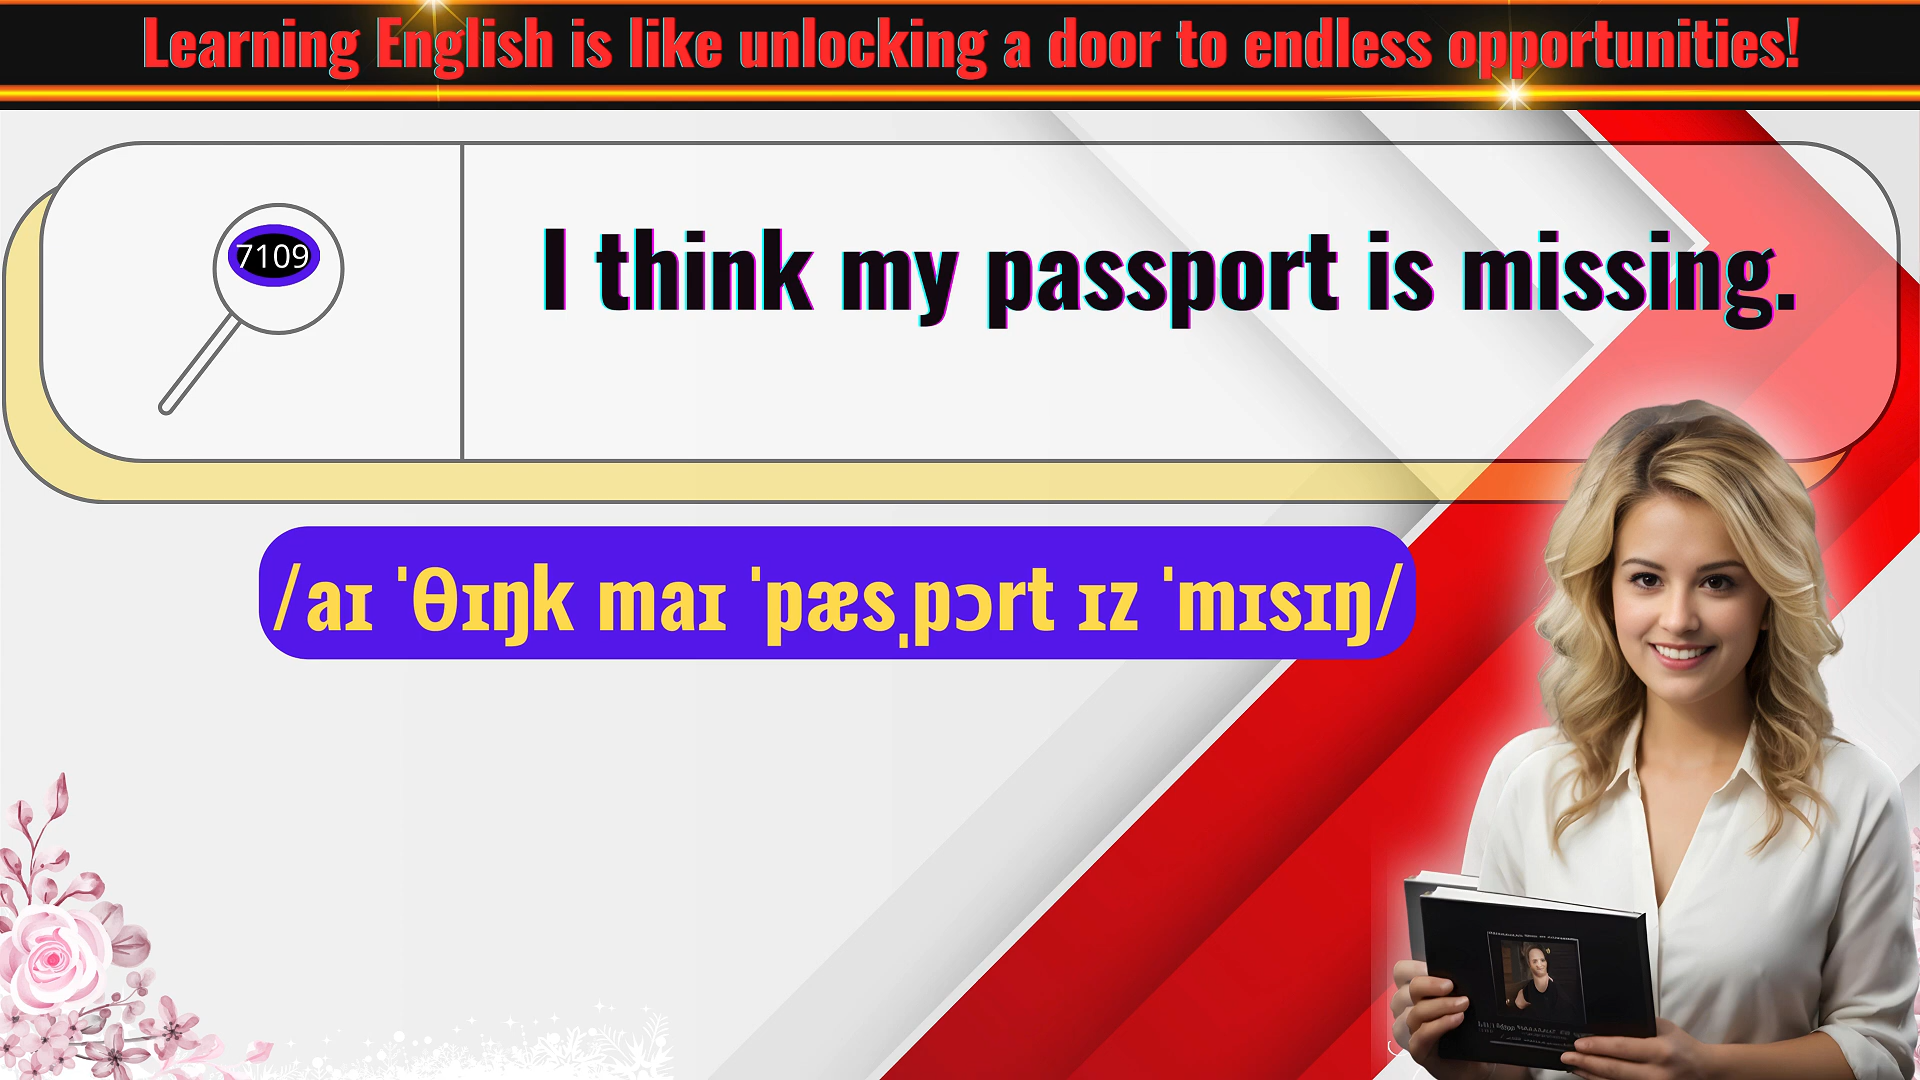 Learning English is like unlocking a door to endless opportunities!
7109
I think my passport is missing.
/aɪ ˈθɪŋk maɪ ˈpæsˌpɔrt ɪz ˈmɪsɪŋ/